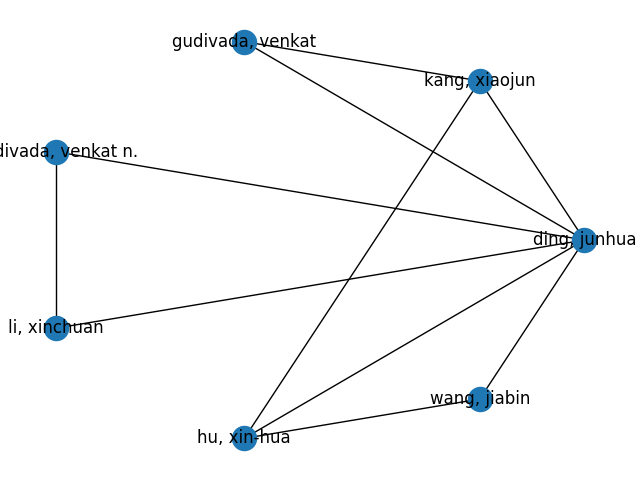 gudivada, venkat
kang, xiaojun
divada, venkat n.
ding, junhua
li, xinchuan
wang, jiabin
hu, xin-hua